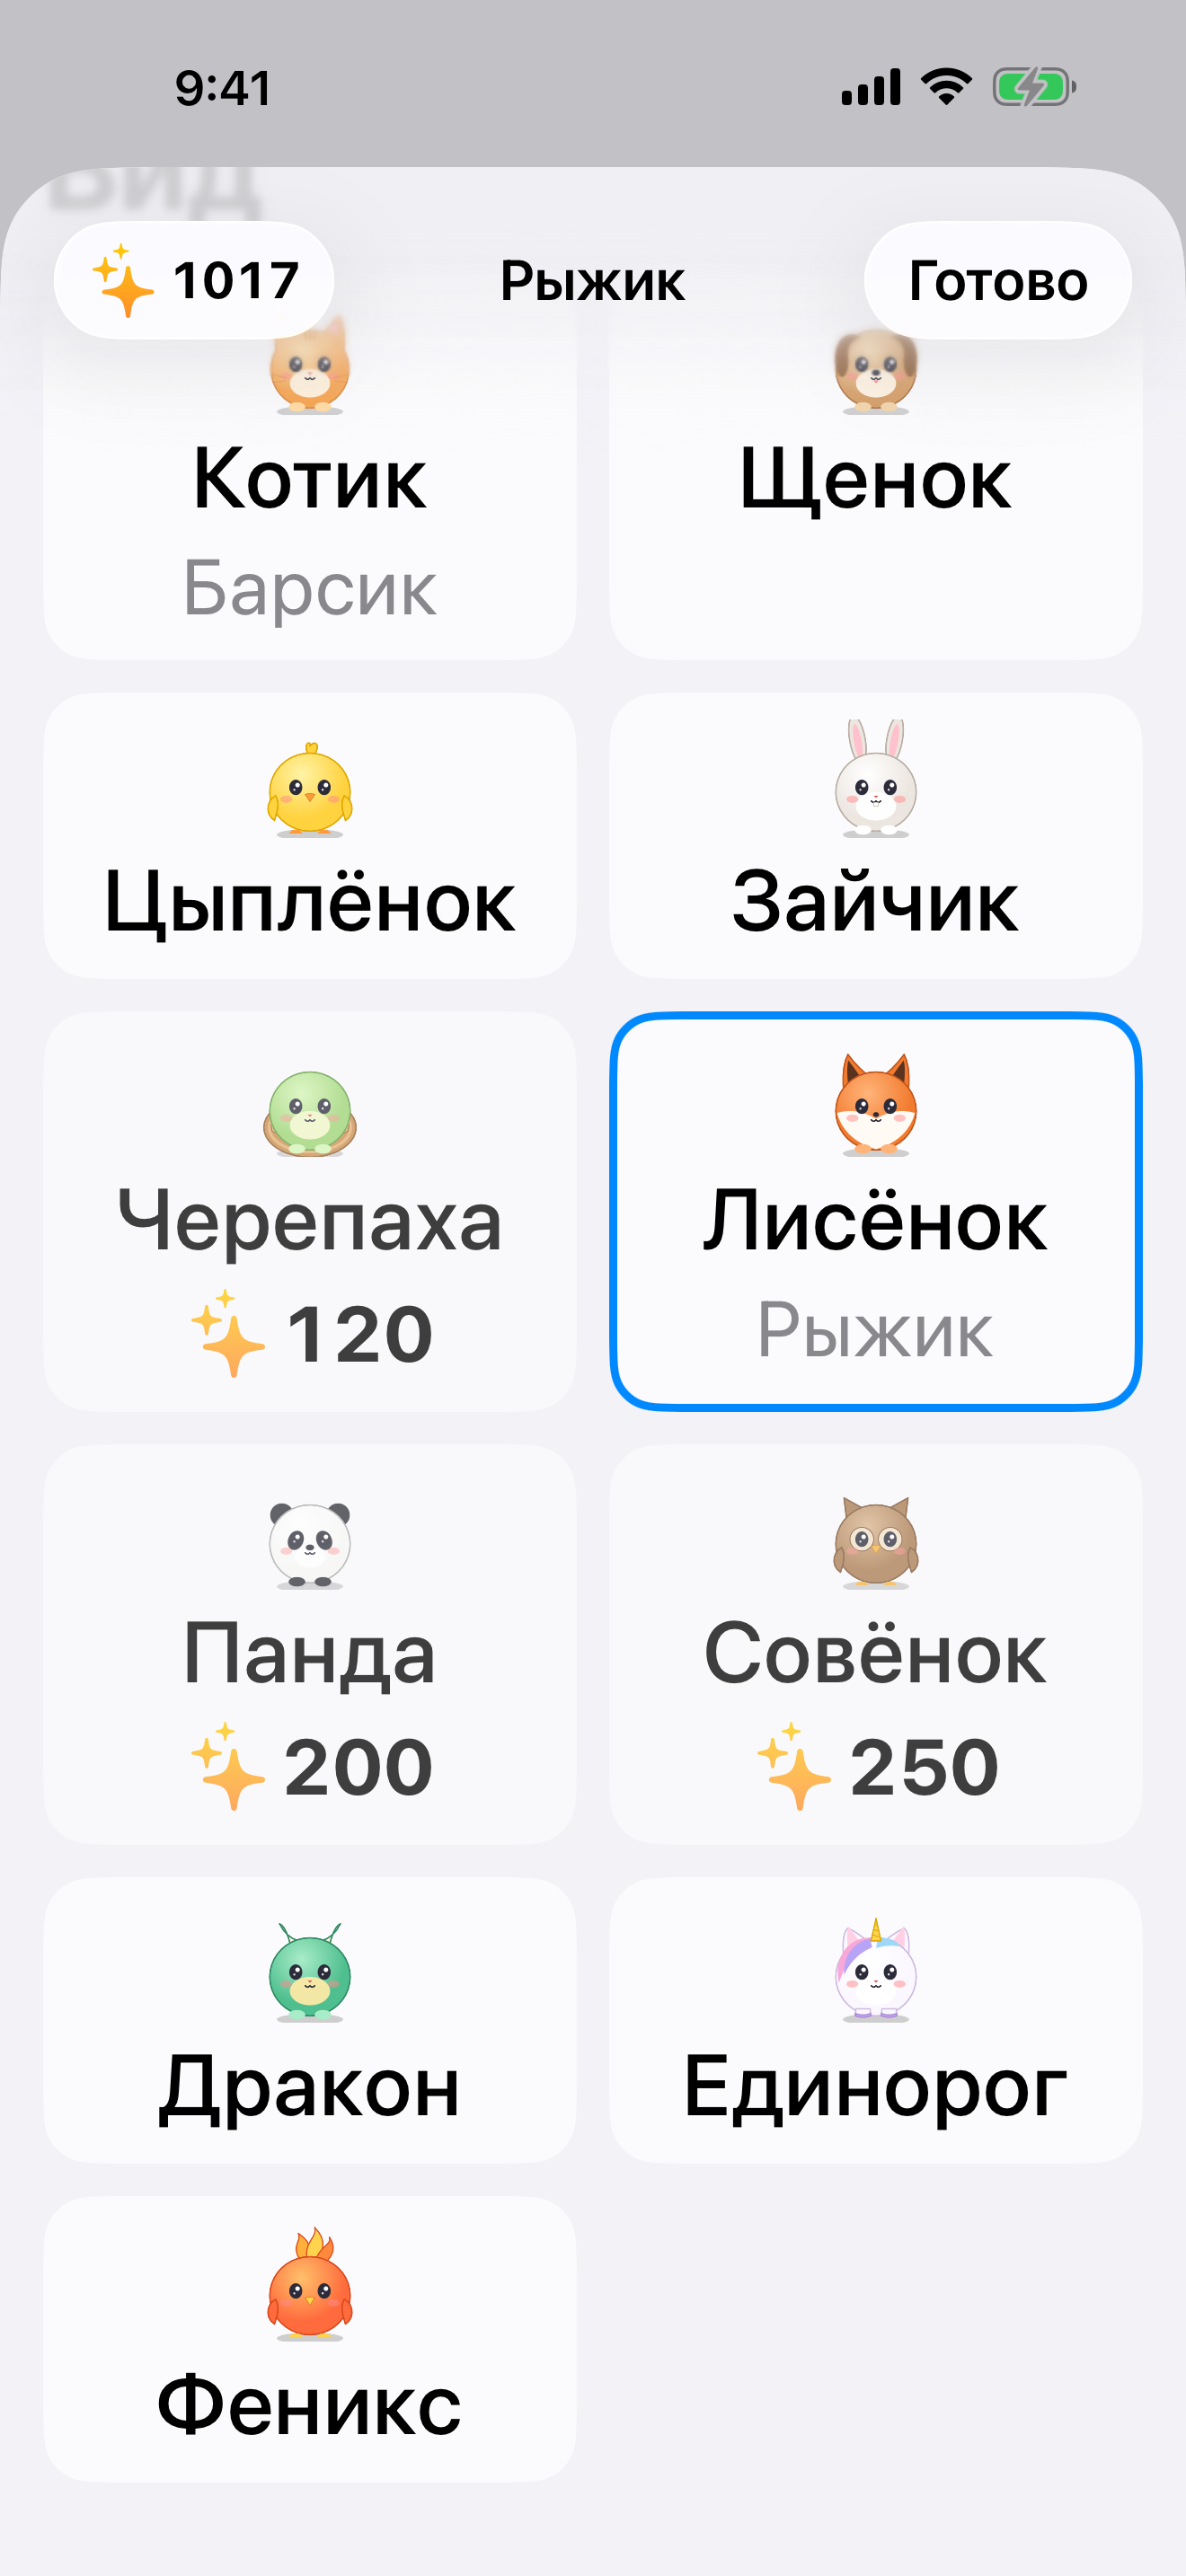 9:41
Вид
1017
Рыжик
Готово
Котик
Щенок
Барсик
Цыплёнок
Зайчик
Черепаха
Лисёнок
120
Рыжик
Панда
Совёнок
200
250
Дракон
Единорог
Феникс